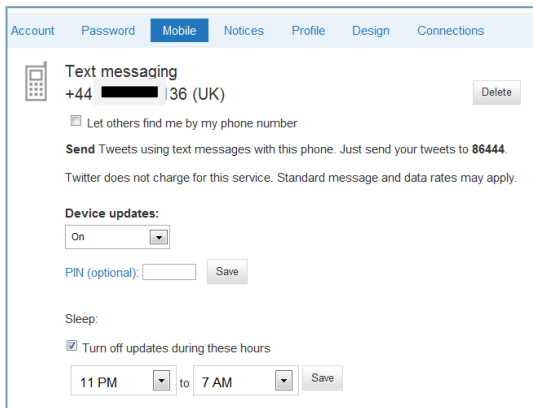 Account Password Mobile Notices Profile Design Connections
Text messaging
+44 136 (UK)
Delete
Let others find me by my phone number
Send Tweets using text messages with this phone. Just send your tweets to 86444.
Twitter does not charge for this service. Standard message and data rates may apply.
Device updates:
On
PIN (optional): Save
Sleep:
Turn off updates during these hours
11 PM to 7 AM Save